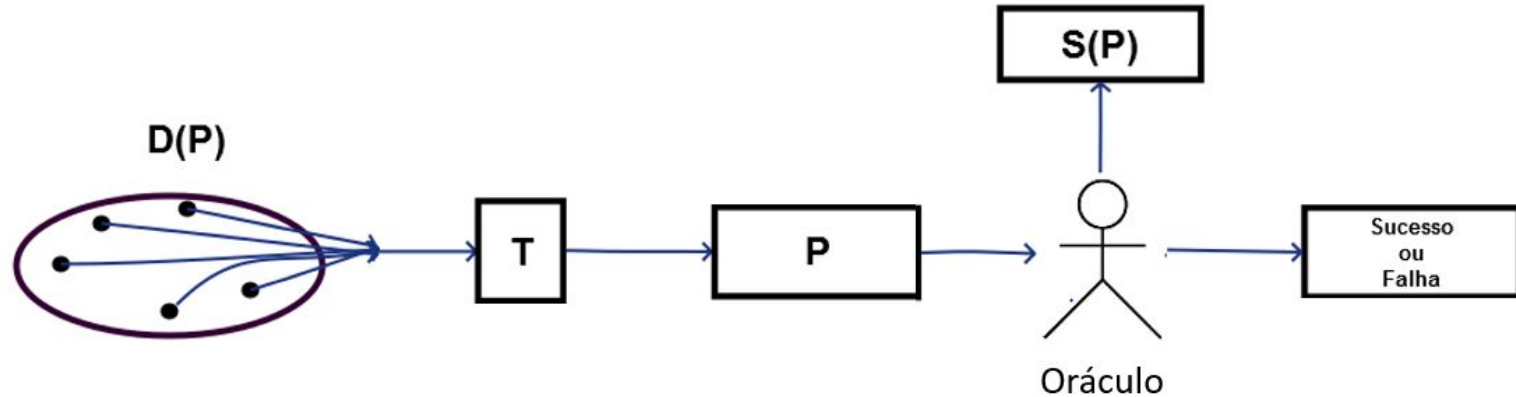 S(P)
D(P)
T
P
Sucesso
ou
Falha
Oráculo